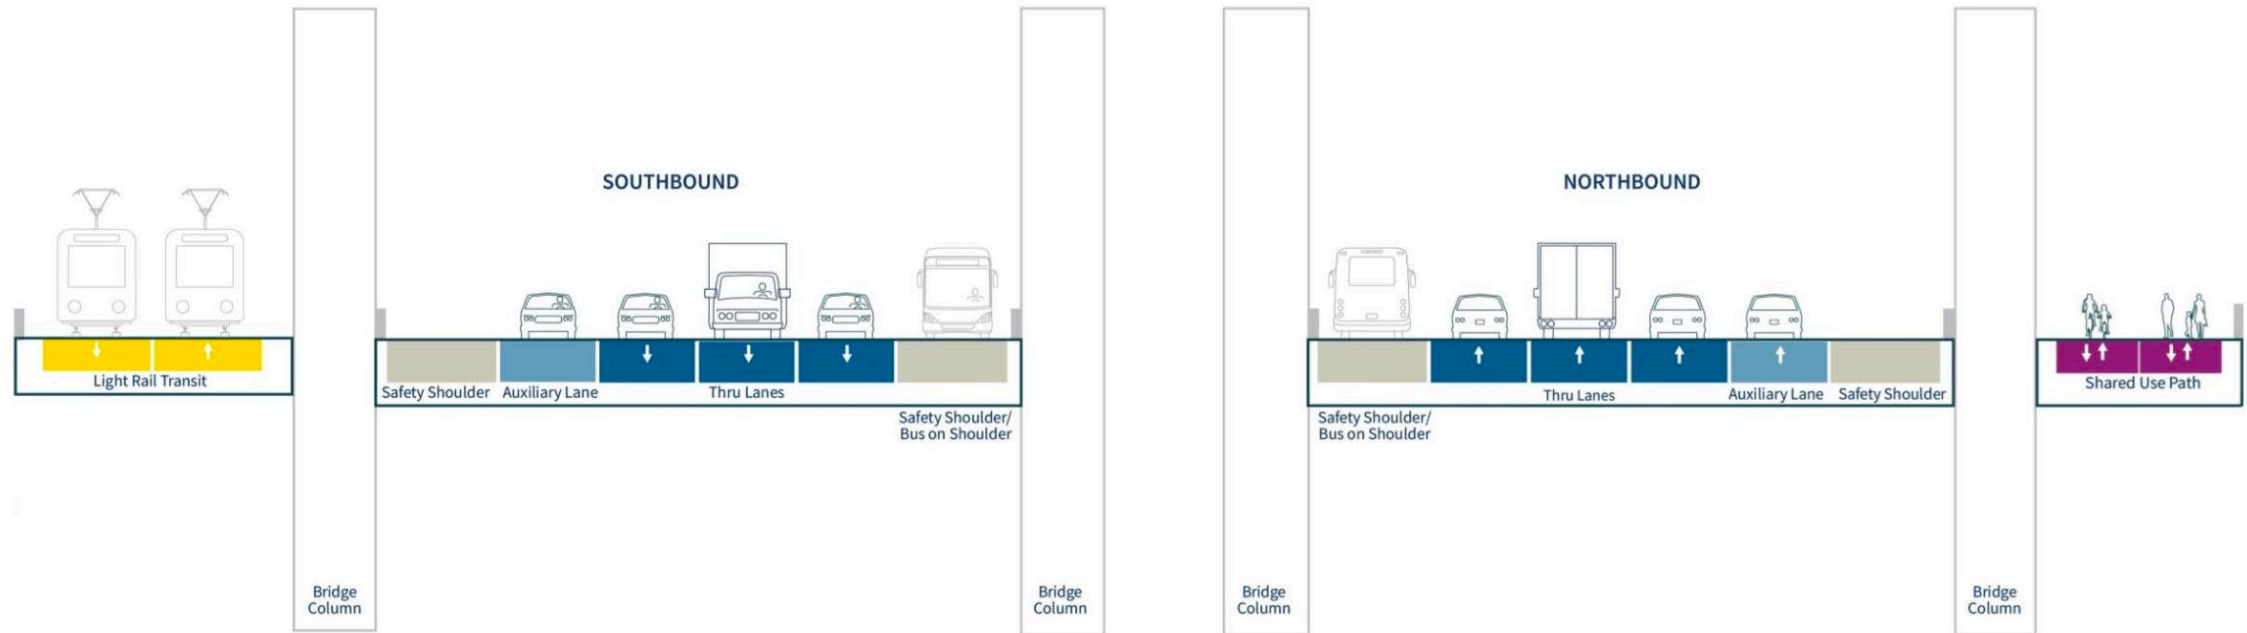 SOUTHBOUND
NORTHBOUND
Light Rail Transit
Safety Shoulder
Auxiliary Lane
Thru Lanes
Safety Shoulder/
Bus on Shoulder
Safety Shoulder/
Bus on Shoulder
Thru Lanes
Auxiliary Lane
Safety Shoulder
Shared Use Path
Bridge
Column
Bridge
Column
Bridge
Column
Bridge
Column